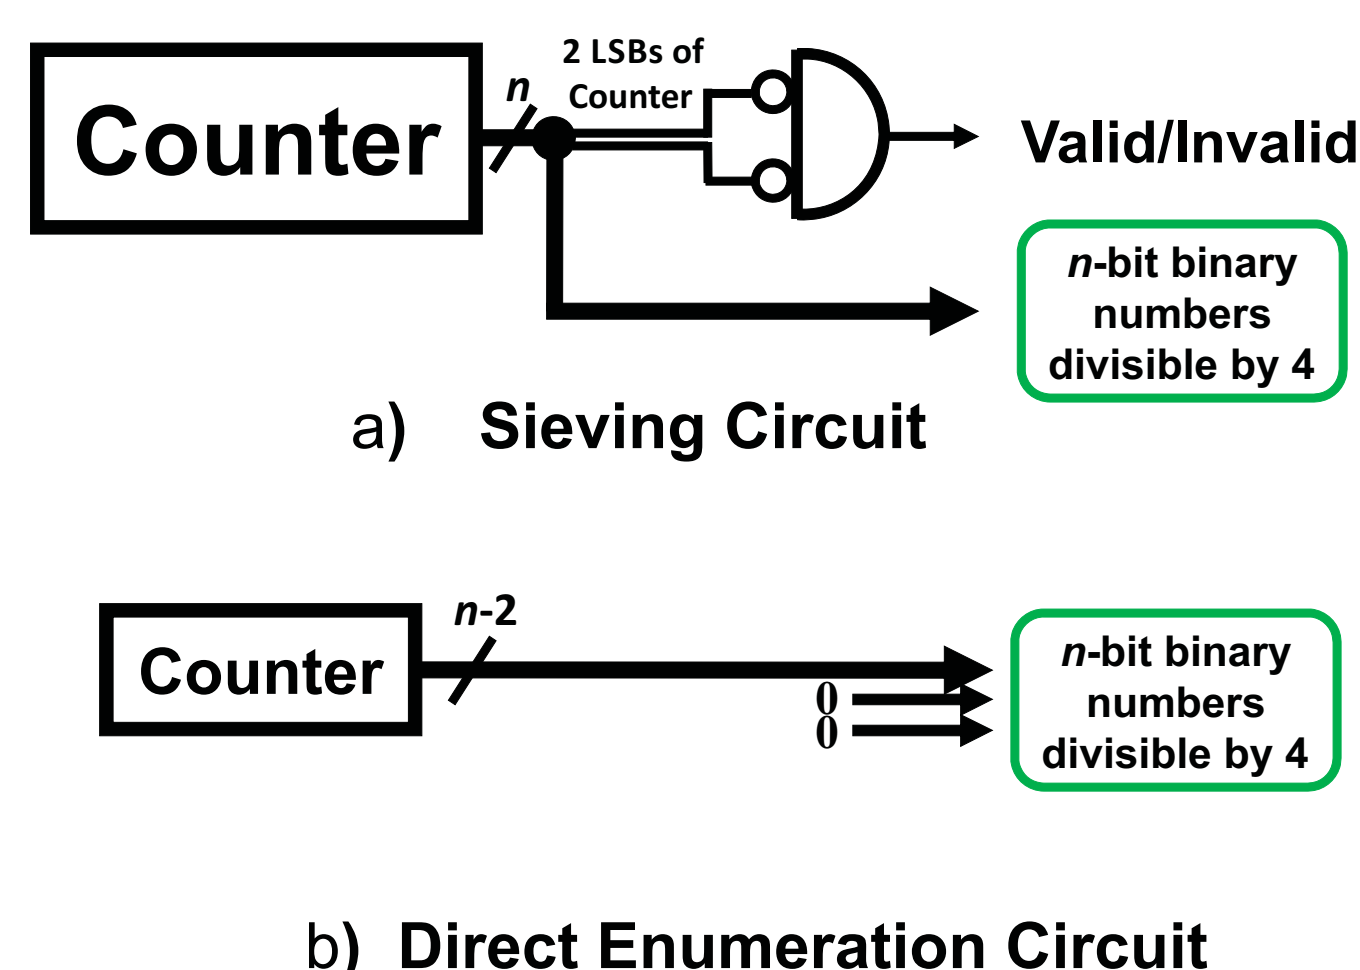 Counter
n
2 LSBs of
Counter
Valid/Invalid
n-bit binary
numbers
divisible by 4
a) Sieving Circuit
Counter
n-2
0
0
n-bit binary
numbers
divisible by 4
b) Direct Enumeration Circuit